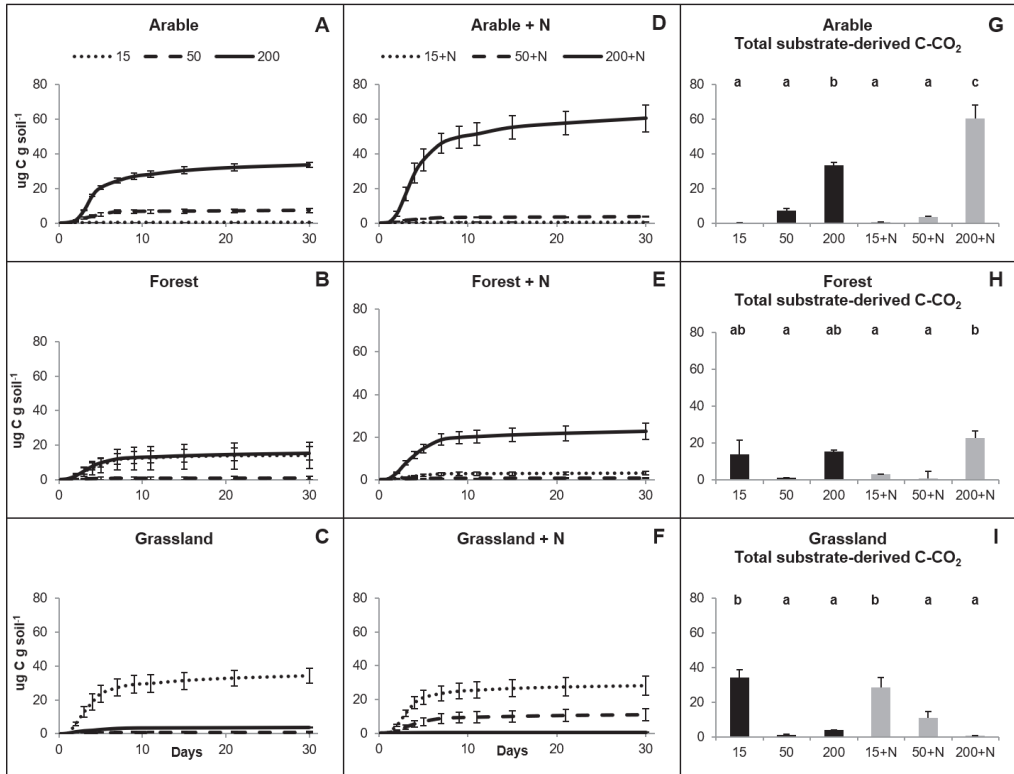 Arable A
15 50 200
80
60
40
20
0
0 10 20 30
ug C g soil⁻¹
Arable + N D
15+N 50+N 200+N
80
60
40
20
0
0 10 20 30
Arable G
Total substrate-derived C-CO₂
80
60
40
20
0
a a b a a c
15 50 200 15+N 50+N 200+N
Forest B
80
60
40
20
0
0 10 20 30
ug C g soil⁻¹
Forest + N E
80
60
40
20
0
0 10 20 30
Forest H
Total substrate-derived C-CO₂
80
60
40
20
0
ab a ab a a b
15 50 200 15+N 50+N 200+N
Grassland C
80
60
40
20
0
0 10 20 30
ug C g soil⁻¹
Days
Grassland + N F
80
60
40
20
0
0 10 20 30
Days
Grassland I
Total substrate-derived C-CO₂
80
60
40
20
0
b a a b a a
15 50 200 15+N 50+N 200+N